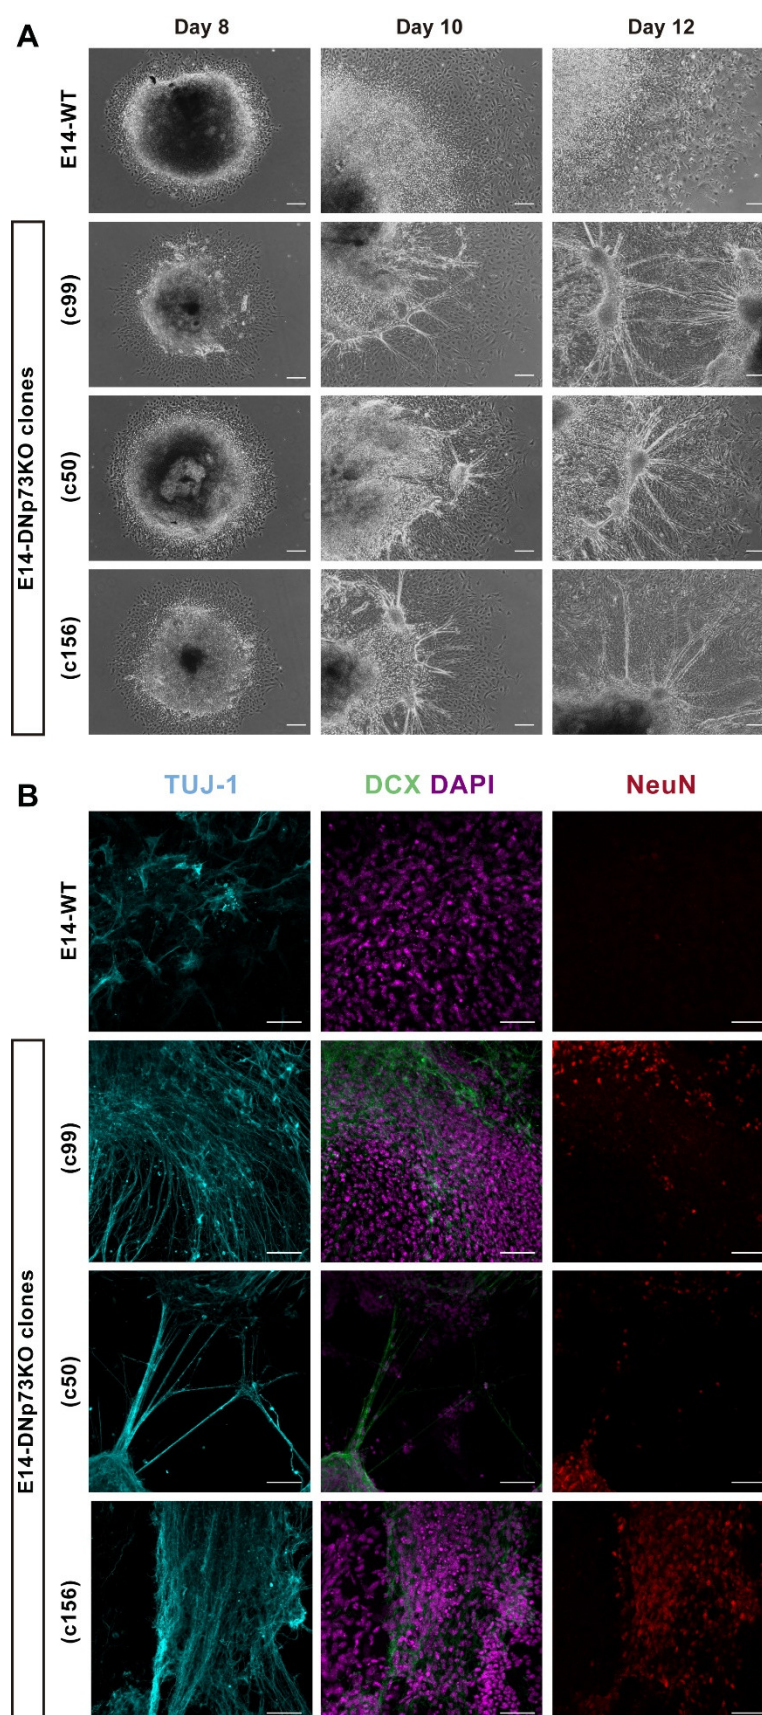 A
Day 8
Day 10
Day 12
E14-WT
E14-DNp73KO clones
(c99)
(c50)
(c156)
B
TUJ-1
DCX DAPI
NeuN
E14-WT
E14-DNp73KO clones
(c99)
(c50)
(c156)